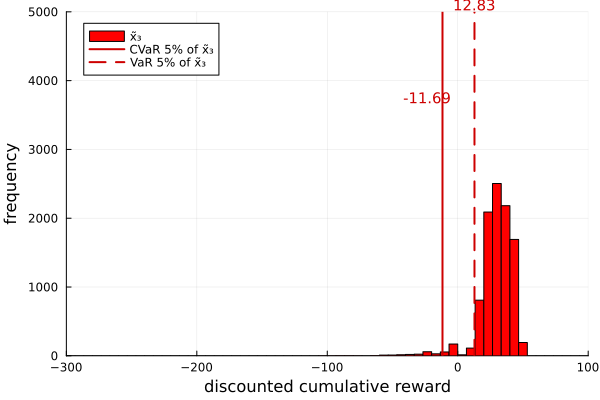 12.83
5000
x̃₃
CVaR 5% of x̃₃
VaR 5% of x̃₃
4000
-11.69
3000
frequency
2000
1000
0
−300
−200
−100
0
100
discounted cumulative reward